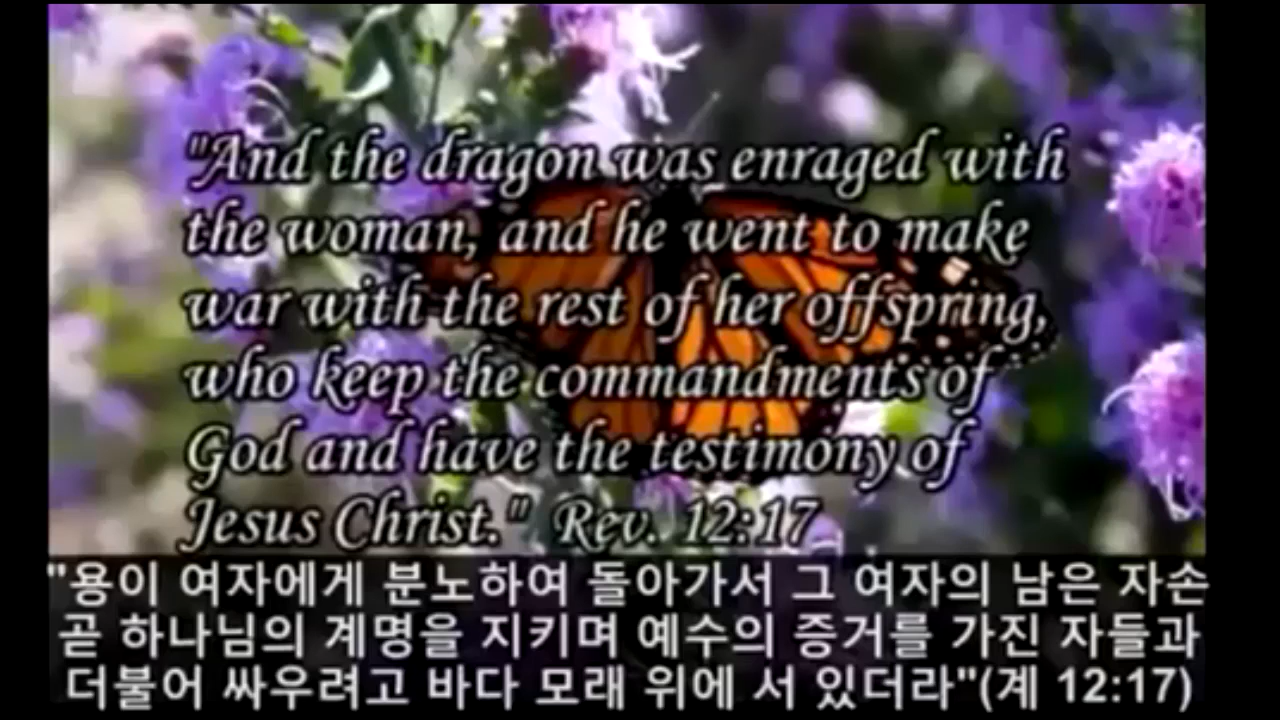 "And the dragon was enraged with
the woman, and he went to make
war with the rest of her offspring,
who keep the commandments of
God and have the testimony of
Jesus Christ." Rev. 12:17
"용이 여자에게 분노하여 돌아가서 그 여자의 남은 자손
곧 하나님의 계명을 지키며 예수의 증거를 가진 자들과
더불어 싸우려고 바다 모래 위에 서 있더라"(계 12:17)